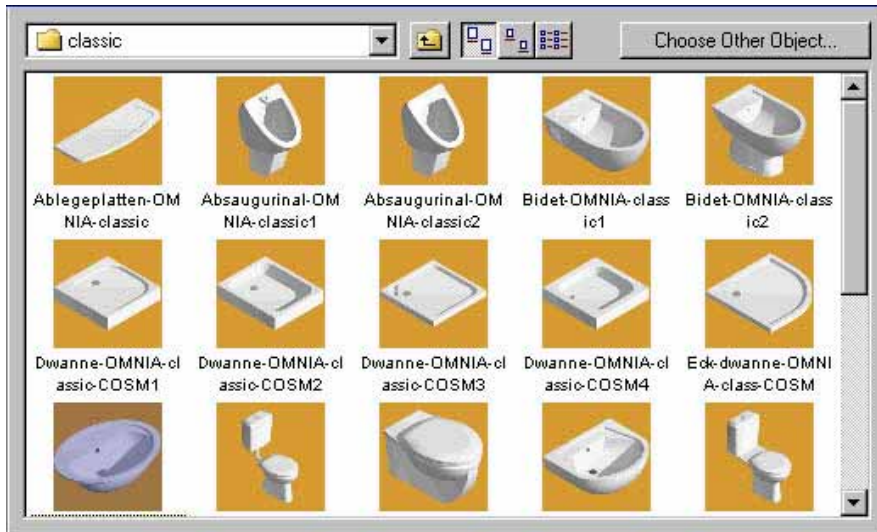 classic
Choose Other Object...
Ablegeplatten-OM
NIA-classic
Absaugurinal-OM
NIA-classic1
Absaugurinal-OM
NIA-classic2
Bidet-OMNIA-class
ic1
Bidet-OMNIA-class
ic2
Dwanne-OMNIA-cl
assic-COSM1
Dwanne-OMNIA-cl
assic-COSM2
Dwanne-OMNIA-cl
assic-COSM3
Dwanne-OMNIA-cl
assic-COSM4
Eck-dwanne-OMNI
A-class-COSM